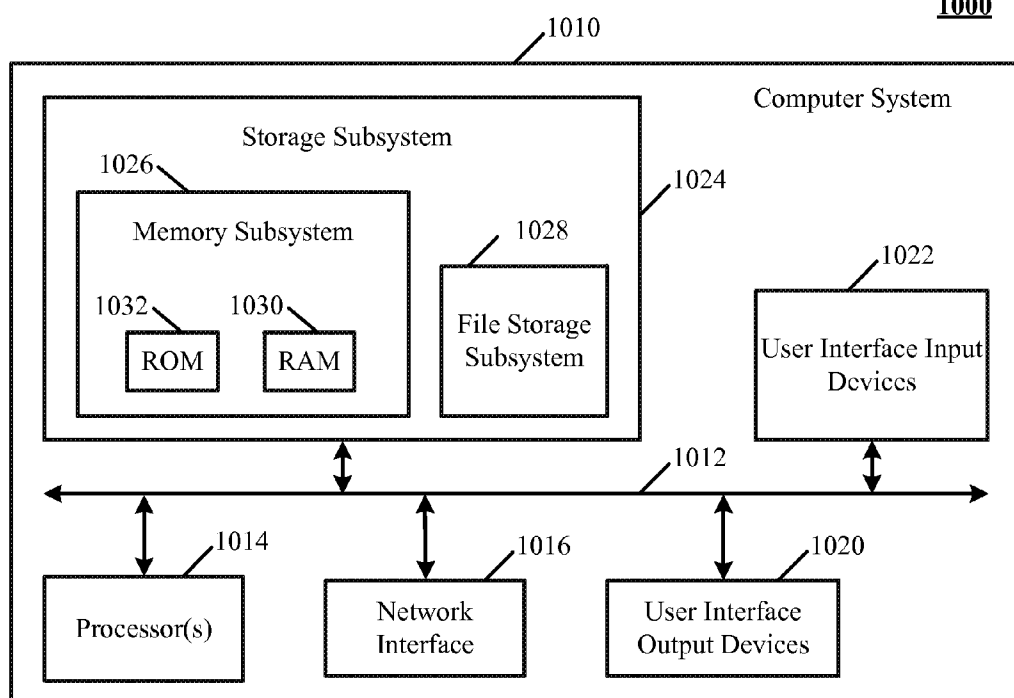 1000
1010
Computer System
Storage Subsystem
1026
1024
Memory Subsystem
1028
1022
1032
1030
File Storage
Subsystem
ROM
RAM
User Interface Input
Devices
1012
1014
1016
1020
Processor(s)
Network
Interface
User Interface
Output Devices